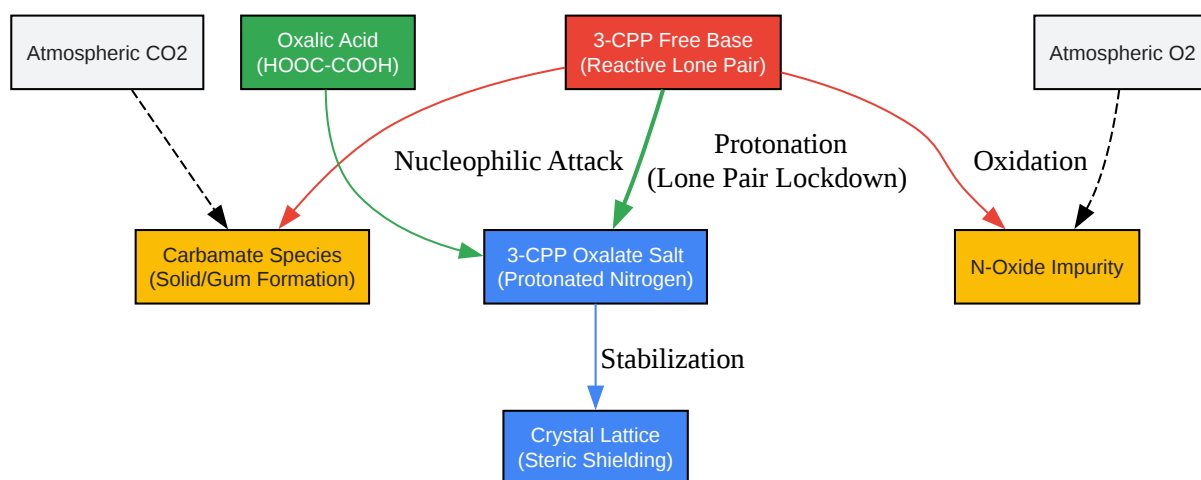 Atmospheric CO2
Oxalic Acid
(HOOC-COOH)
3-CPP Free Base
(Reactive Lone Pair)
Atmospheric O2
Nucleophilic Attack
Protonation
(Lone Pair Lockdown)
Oxidation
Carbamate Species
(Solid/Gum Formation)
3-CPP Oxalate Salt
(Protonated Nitrogen)
N-Oxide Impurity
Stabilization
Crystal Lattice
(Steric Shielding)